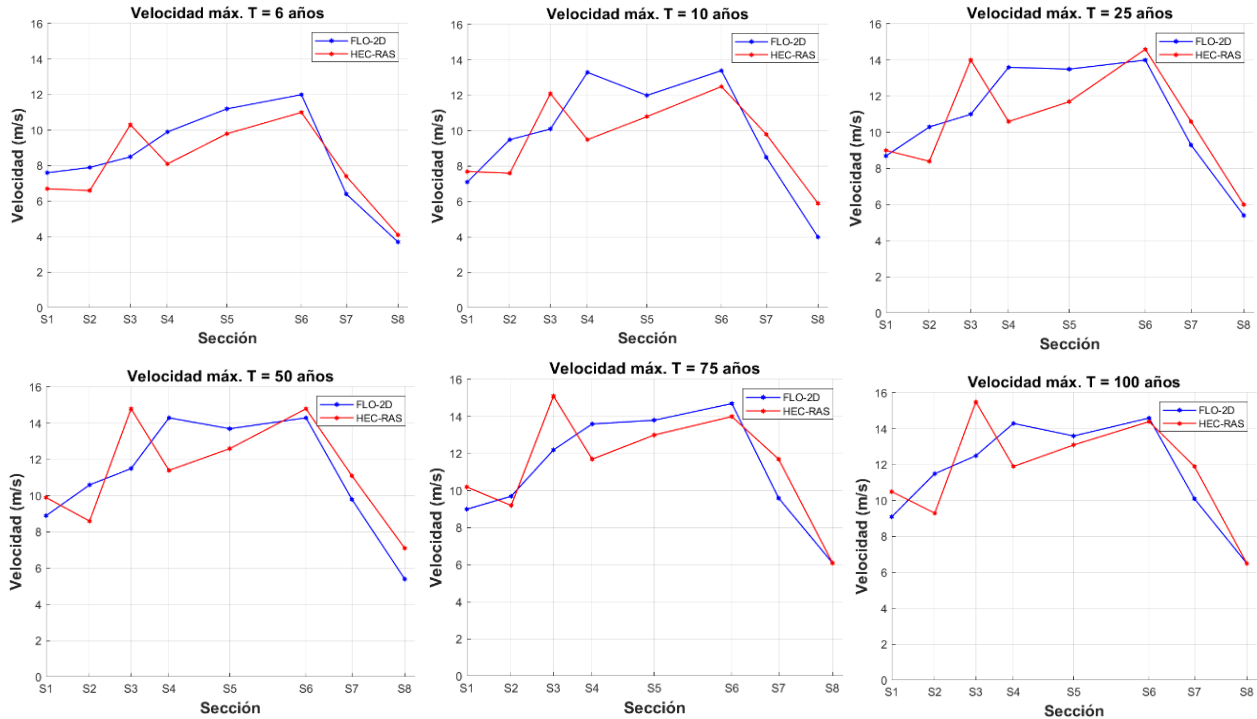 Velocidad máx. T = 6 años
Velocidad (m/s)
16
14
12
10
8
6
4
2
0
FLO-2D
HEC-RAS
S1 S2 S3 S4 S5 S6 S7 S8
Sección
Velocidad máx. T = 10 años
Velocidad (m/s)
16
14
12
10
8
6
4
2
0
FLO-2D
HEC-RAS
S1 S2 S3 S4 S5 S6 S7 S8
Sección
Velocidad máx. T = 25 años
Velocidad (m/s)
16
14
12
10
8
6
4
2
0
FLO-2D
HEC-RAS
S1 S2 S3 S4 S5 S6 S7 S8
Sección
Velocidad máx. T = 50 años
Velocidad (m/s)
16
14
12
10
8
6
4
2
0
FLO-2D
HEC-RAS
S1 S2 S3 S4 S5 S6 S7 S8
Sección
Velocidad máx. T = 75 años
Velocidad (m/s)
16
14
12
10
8
6
4
2
0
FLO-2D
HEC-RAS
S1 S2 S3 S4 S5 S6 S7 S8
Sección
Velocidad máx. T = 100 años
Velocidad (m/s)
16
14
12
10
8
6
4
2
0
FLO-2D
HEC-RAS
S1 S2 S3 S4 S5 S6 S7 S8
Sección